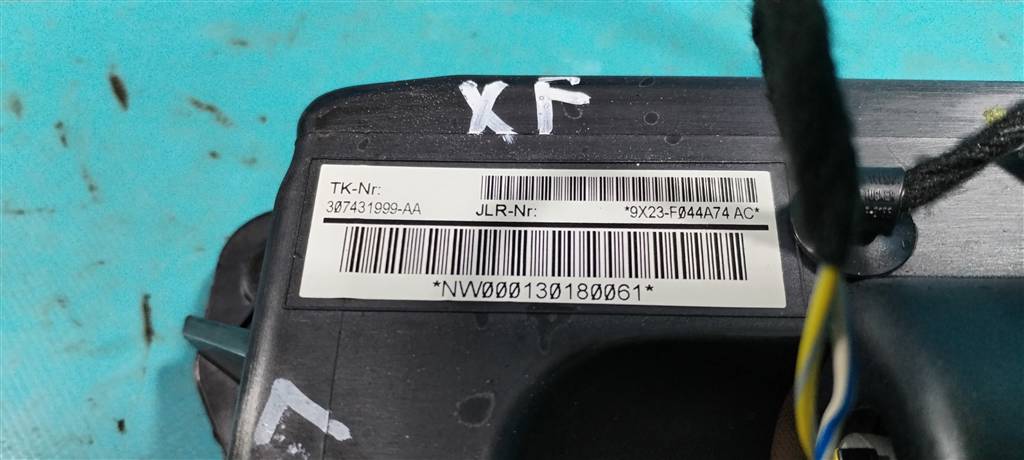 XF
TK-Nr:
307431999-AA
JLR-Nr:
*9X23-F044A74 AC*
*NW000130180061*